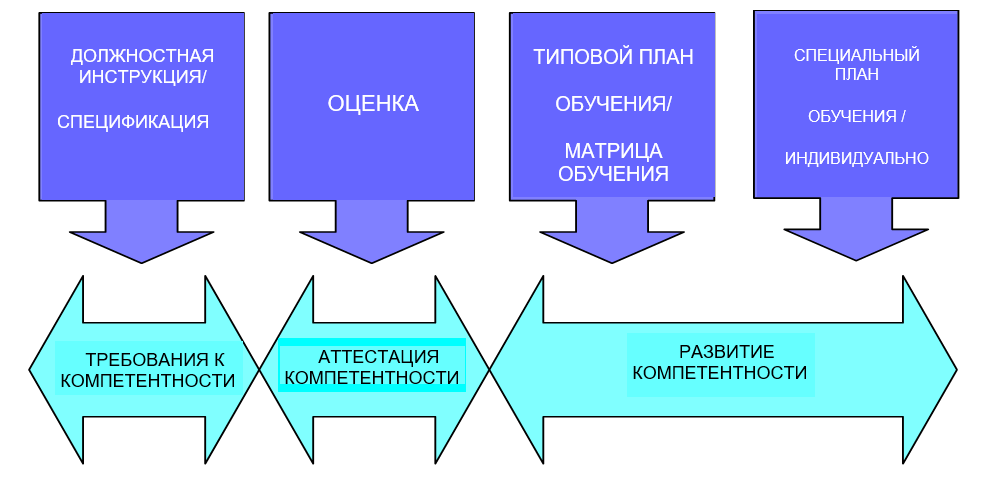 ДОЛЖНОСТНАЯ
ИНСТРУКЦИЯ/
СПЕЦИФИКАЦИЯ
ОЦЕНКА
ТИПОВОЙ ПЛАН
ОБУЧЕНИЯ/
МАТРИЦА
ОБУЧЕНИЯ
СПЕЦИАЛЬНЫЙ
ПЛАН
ОБУЧЕНИЯ /
ИНДИВИДУАЛЬНО
ТРЕБОВАНИЯ К
КОМПЕТЕНТНОСТИ
АТТЕСТАЦИЯ
КОМПЕТЕНТНОСТИ
РАЗВИТИЕ
КОМПЕТЕНТНОСТИ